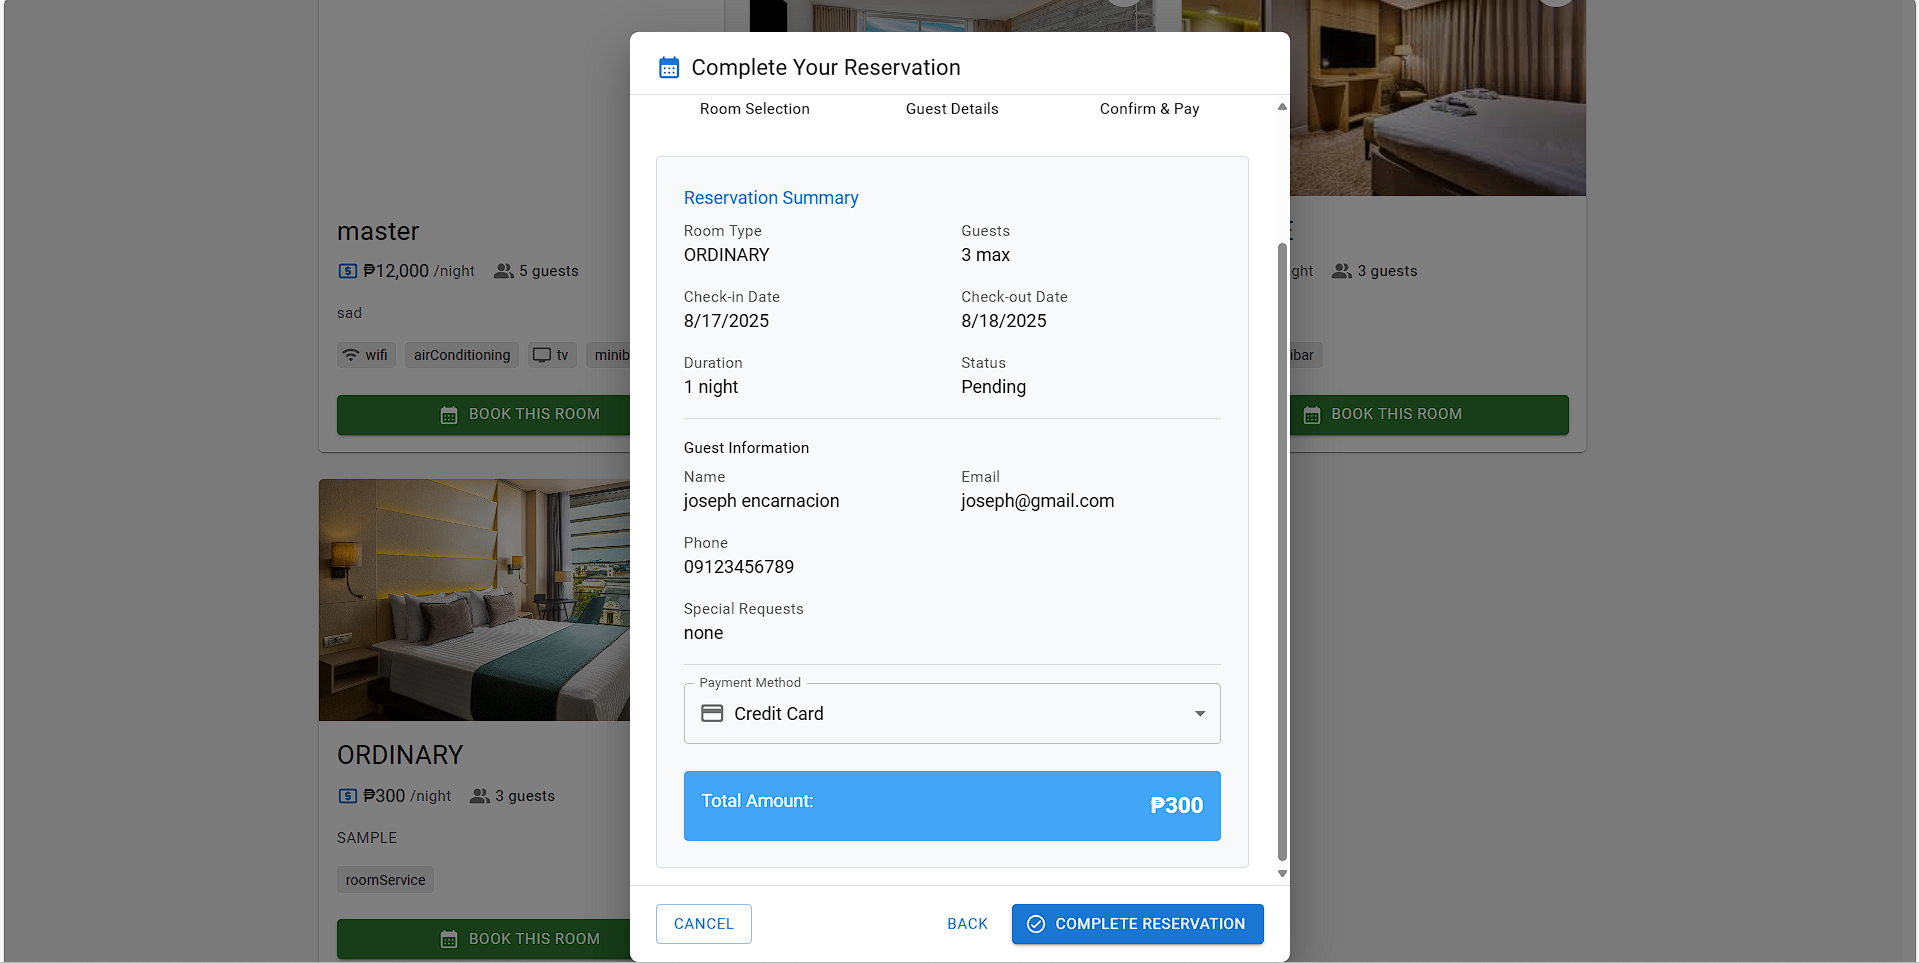 Complete Your Reservation
Room Selection Guest Details Confirm & Pay
Reservation Summary
Room Type Guests
ORDINARY 3 max
Check-in Date Check-out Date
8/17/2025 8/18/2025
Duration Status
1 night Pending
Guest Information
Name Email
joseph encarnacion joseph@gmail.com
Phone
09123456789
Special Requests
none
Payment Method
Credit Card
Total Amount: ₱300
CANCEL BACK COMPLETE RESERVATION
master
₱12,000 /night 5 guests
sad
wifi airConditioning tv minib
BOOK THIS ROOM
ght 3 guests
ibar
BOOK THIS ROOM
ORDINARY
₱300 /night 3 guests
SAMPLE
roomService
BOOK THIS ROOM